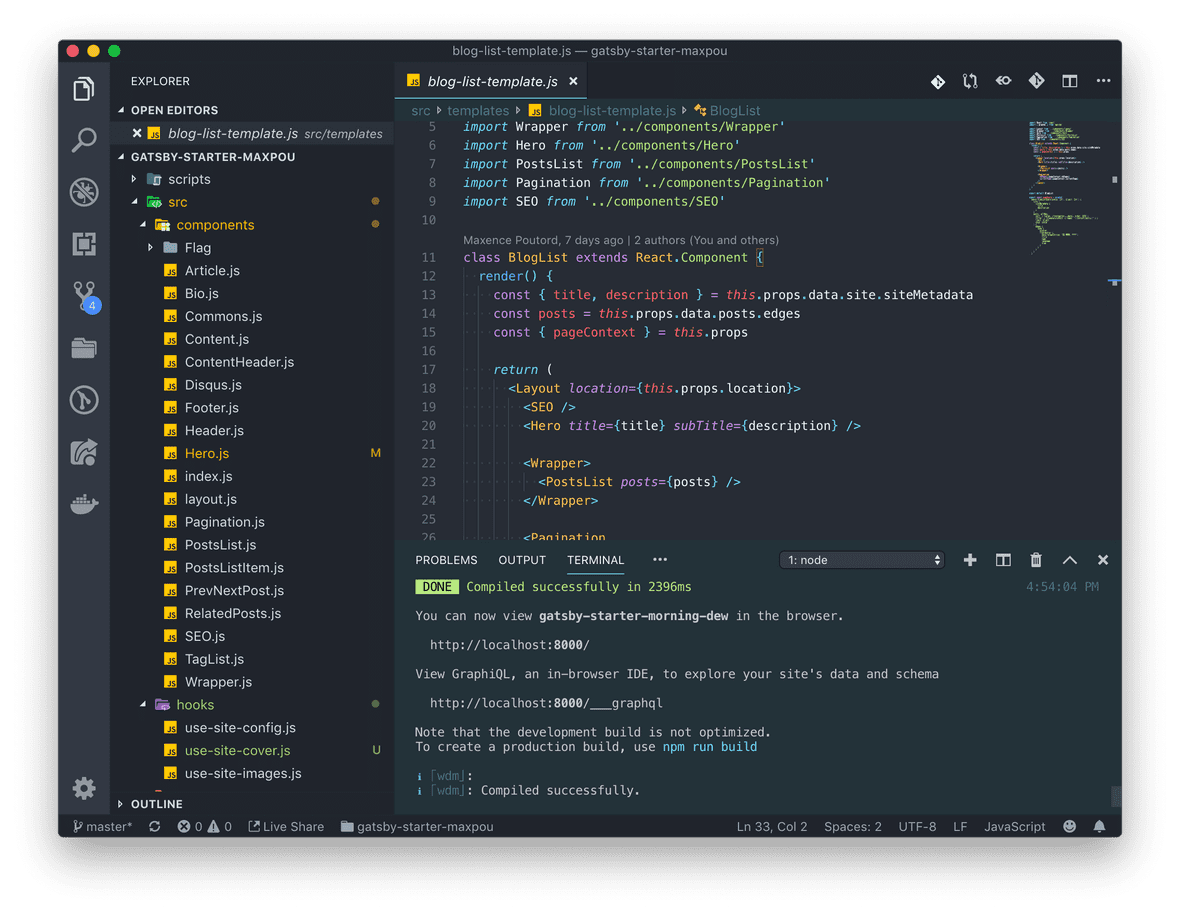 blog-list-template.js — gatsby-starter-maxpou
EXPLORER
OPEN EDITORS
blog-list-template.js src/templates
GATSBY-STARTER-MAXPOU
scripts
src
components
Flag
Article.js
Bio.js
Commons.js
Content.js
ContentHeader.js
Disqus.js
Footer.js
Header.js
Hero.js M
index.js
layout.js
Pagination.js
PostsList.js
PostsListItem.js
PrevNextPost.js
RelatedPosts.js
SEO.js
TagList.js
Wrapper.js
hooks
use-site-config.js
use-site-cover.js U
use-site-images.js
OUTLINE
4
blog-list-template.js
src templates blog-list-template.js BlogList
5 import Wrapper from '../components/Wrapper'
6 import Hero from '../components/Hero'
7 import PostsList from '../components/PostsList'
8 import Pagination from '../components/Pagination'
9 import SEO from '../components/SEO'
10
Maxence Poutord, 7 days ago | 2 authors (You and others)
11 class BlogList extends React.Component {
12 render() {
13 const { title, description } = this.props.data.site.siteMetadata
14 const posts = this.props.data.posts.edges
15 const { pageContext } = this.props
16
17 return (
18 <Layout location={this.props.location}>
19 <SEO />
20 <Hero title={title} subTitle={description} />
21
22 <Wrapper>
23 <PostsList posts={posts} />
24 </Wrapper>
25
26 <Pagination
PROBLEMS OUTPUT TERMINAL 1: node
DONE Compiled successfully in 2396ms 4:54:04 PM
You can now view gatsby-starter-morning-dew in the browser.
http://localhost:8000/
View GraphiQL, an in-browser IDE, to explore your site's data and schema
http://localhost:8000/___graphql
Note that the development build is not optimized.
To create a production build, use npm run build
ℹ ｢wdm｣:
ℹ ｢wdm｣: Compiled successfully.
master* 0 0 Live Share gatsby-starter-maxpou Ln 33, Col 2 Spaces: 2 UTF-8 LF JavaScript